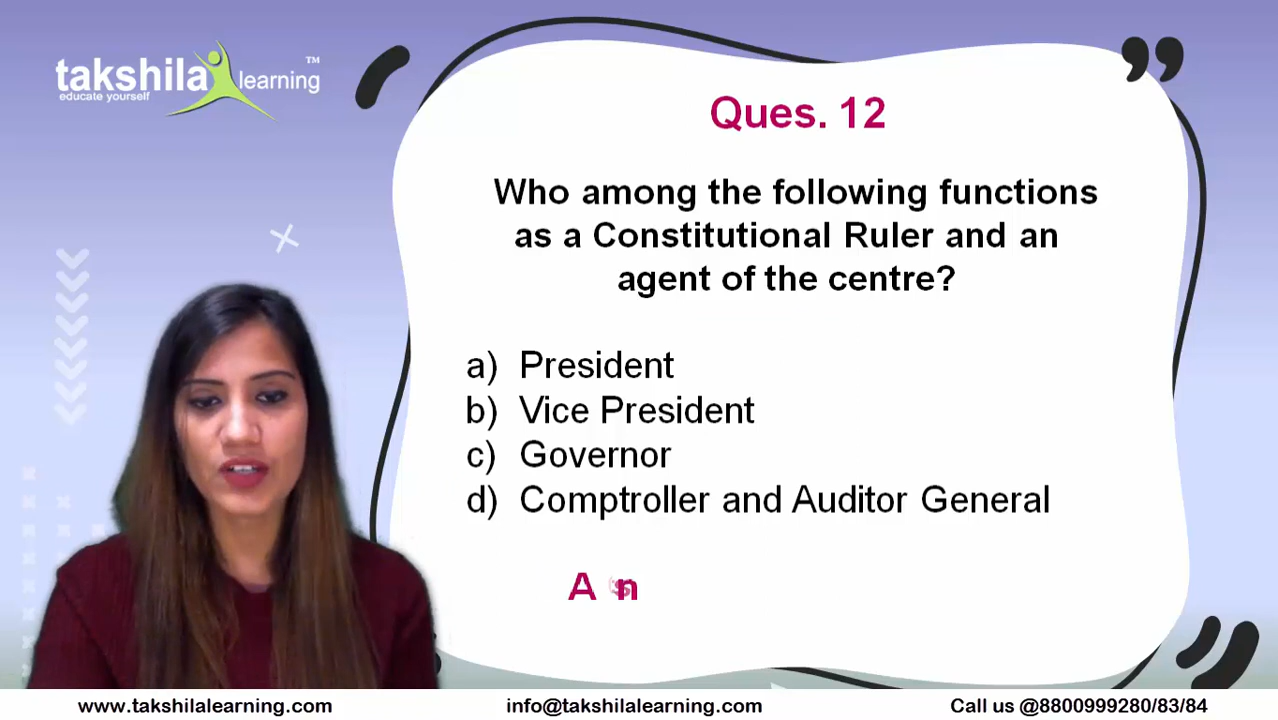 takshila learning™
educate yourself
Ques. 12
Who among the following functions
as a Constitutional Ruler and an
agent of the centre?
a) President
b) Vice President
c) Governor
d) Comptroller and Auditor General
A n
www.takshilalearning.com info@takshilalearning.com Call us @8800999280/83/84